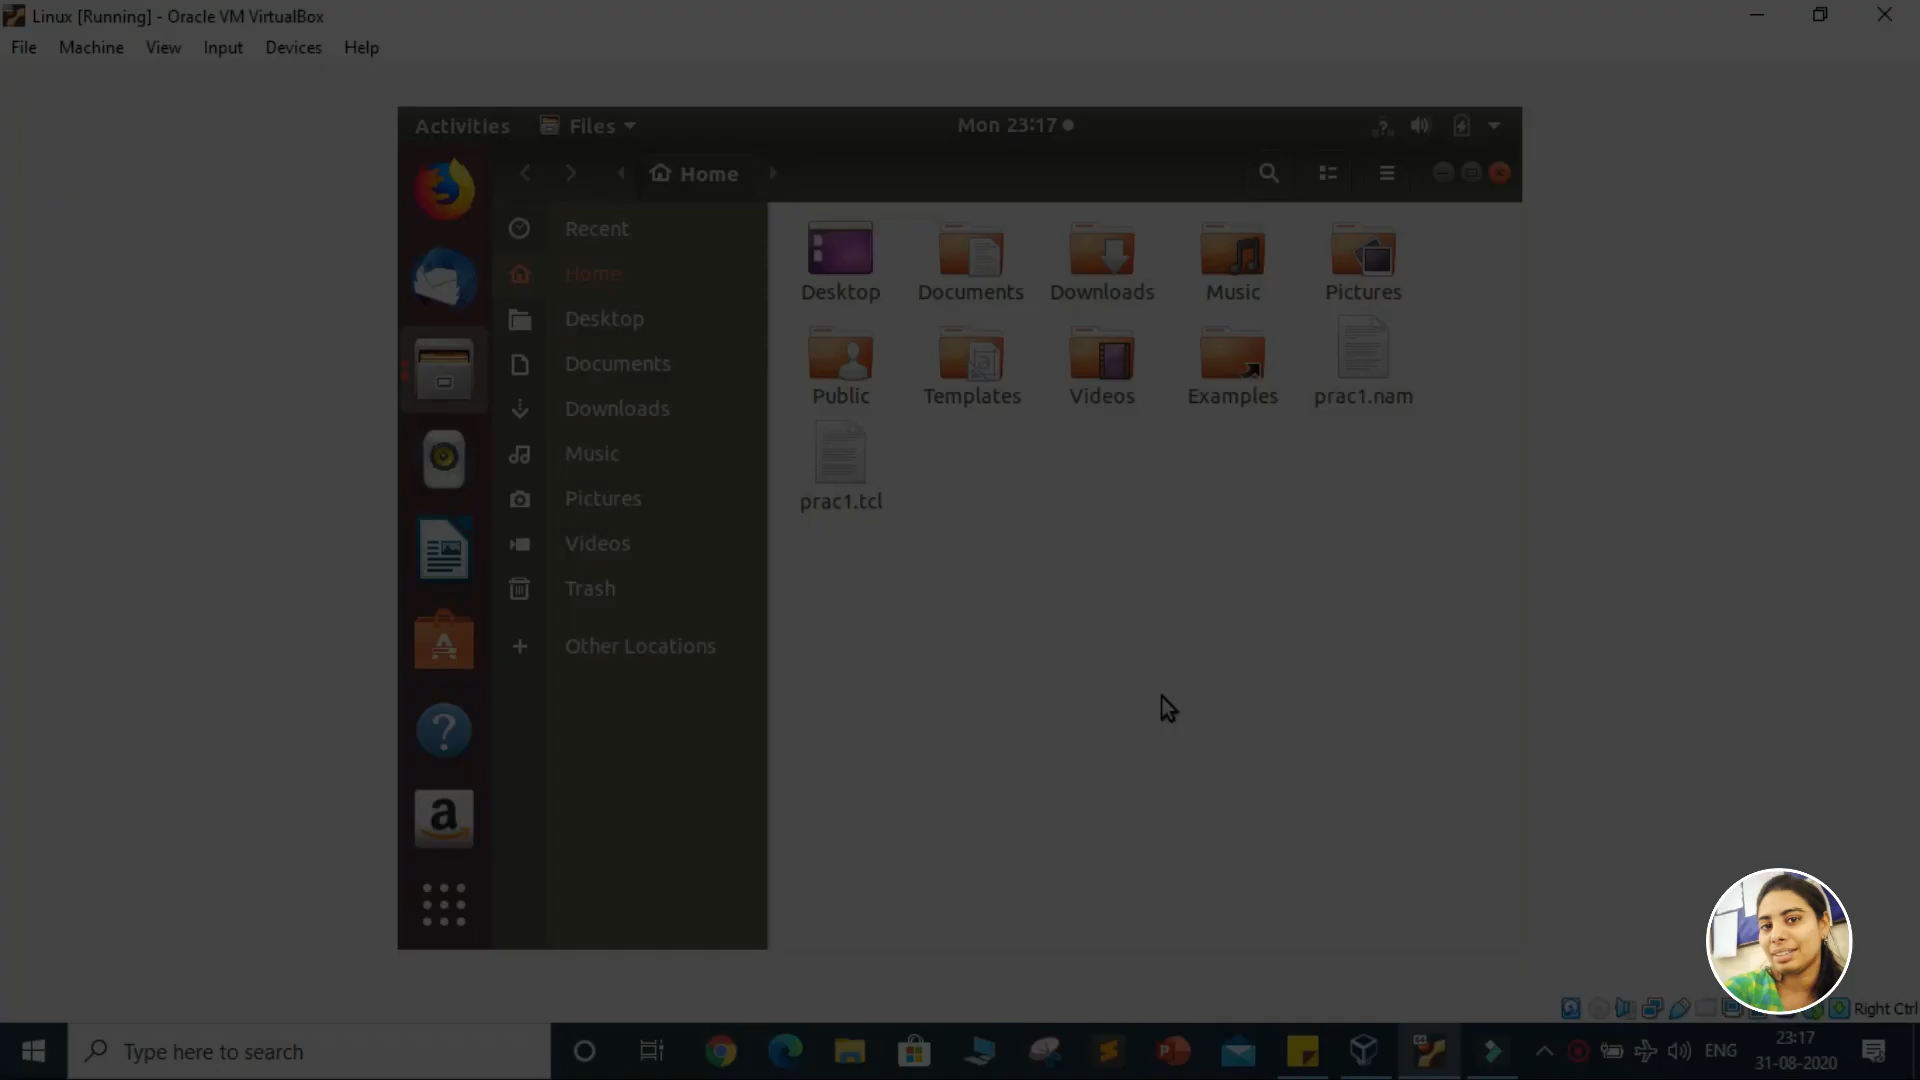 Linux [Running] - Oracle VM VirtualBox
File Machine View Input Devices Help
Activities Files Mon 23:17
Home
Recent
Home
Desktop
Documents
Downloads
Music
Pictures
Videos
Trash
Other Locations
Desktop Documents Downloads Music Pictures
Public Templates Videos Examples prac1.nam
prac1.tcl
Right Ctrl
Type here to search
ENG
23:17
31-08-2020